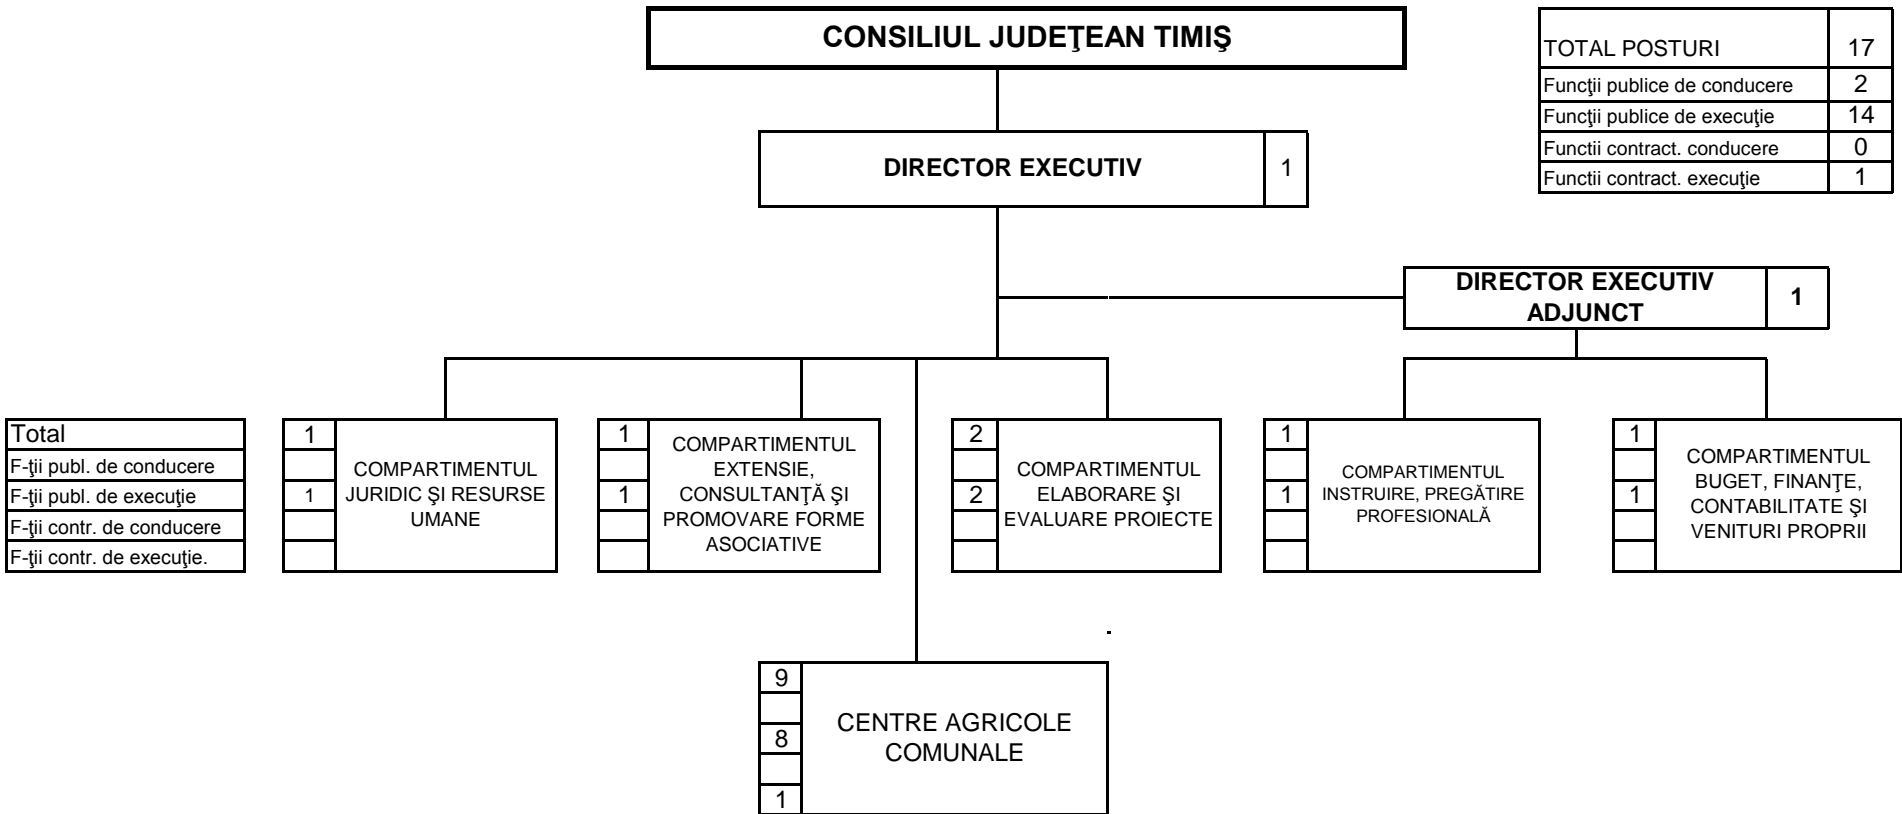 CONSILIUL JUDEŢEAN TIMIŞ
TOTAL POSTURI 17
Funcţii publice de conducere 2
Funcţii publice de execuţie 14
Functii contract. conducere 0
Functii contract. execuţie 1
DIRECTOR EXECUTIV 1
DIRECTOR EXECUTIV
ADJUNCT
1
Total
F-ţii publ. de conducere
F-ţii publ. de execuţie
F-ţii contr. de conducere
F-ţii contr. de execuţie.
1
1
COMPARTIMENTUL
JURIDIC ŞI RESURSE
UMANE
1
1
COMPARTIMENTUL
EXTENSIE,
CONSULTANŢĂ ŞI
PROMOVARE FORME
ASOCIATIVE
2
2
COMPARTIMENTUL
ELABORARE ŞI
EVALUARE PROIECTE
1
1
COMPARTIMENTUL
INSTRUIRE, PREGĂTIRE
PROFESIONALĂ
1
1
COMPARTIMENTUL
BUGET, FINANŢE,
CONTABILITATE ŞI
VENITURI PROPRII
9
8
1
CENTRE AGRICOLE
COMUNALE